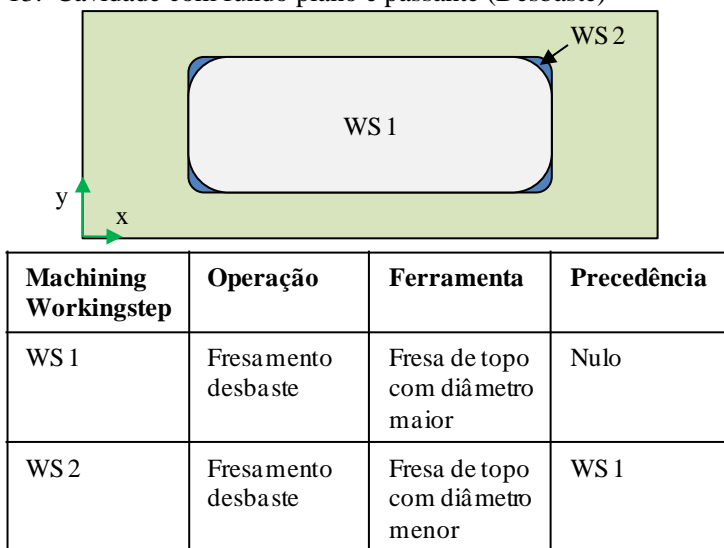 15. Cavidade com fundo plano e passante (Desbaste)
WS 2
WS 1
y
x
Machining Workingstep | Operação | Ferramenta | Precedência
WS 1 | Fresamento desbaste | Fresa de topo com diâmetro maior | Nulo
WS 2 | Fresamento desbaste | Fresa de topo com diâmetro menor | WS 1